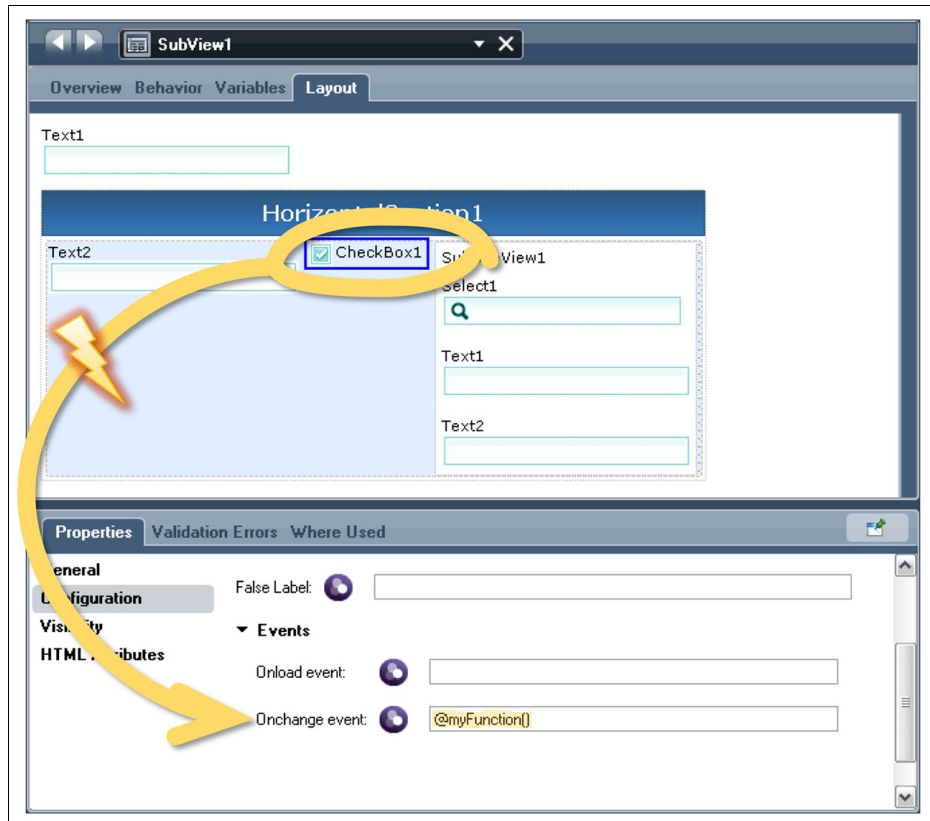 SubView1
Overview Behavior Variables Layout
Text1
Text2
CheckBox1
Select1
Text1
Text2
Properties Validation Errors Where Used
Configuration
HTML
False Label:
Events
Onload event:
Onchange event:
@myFunction()